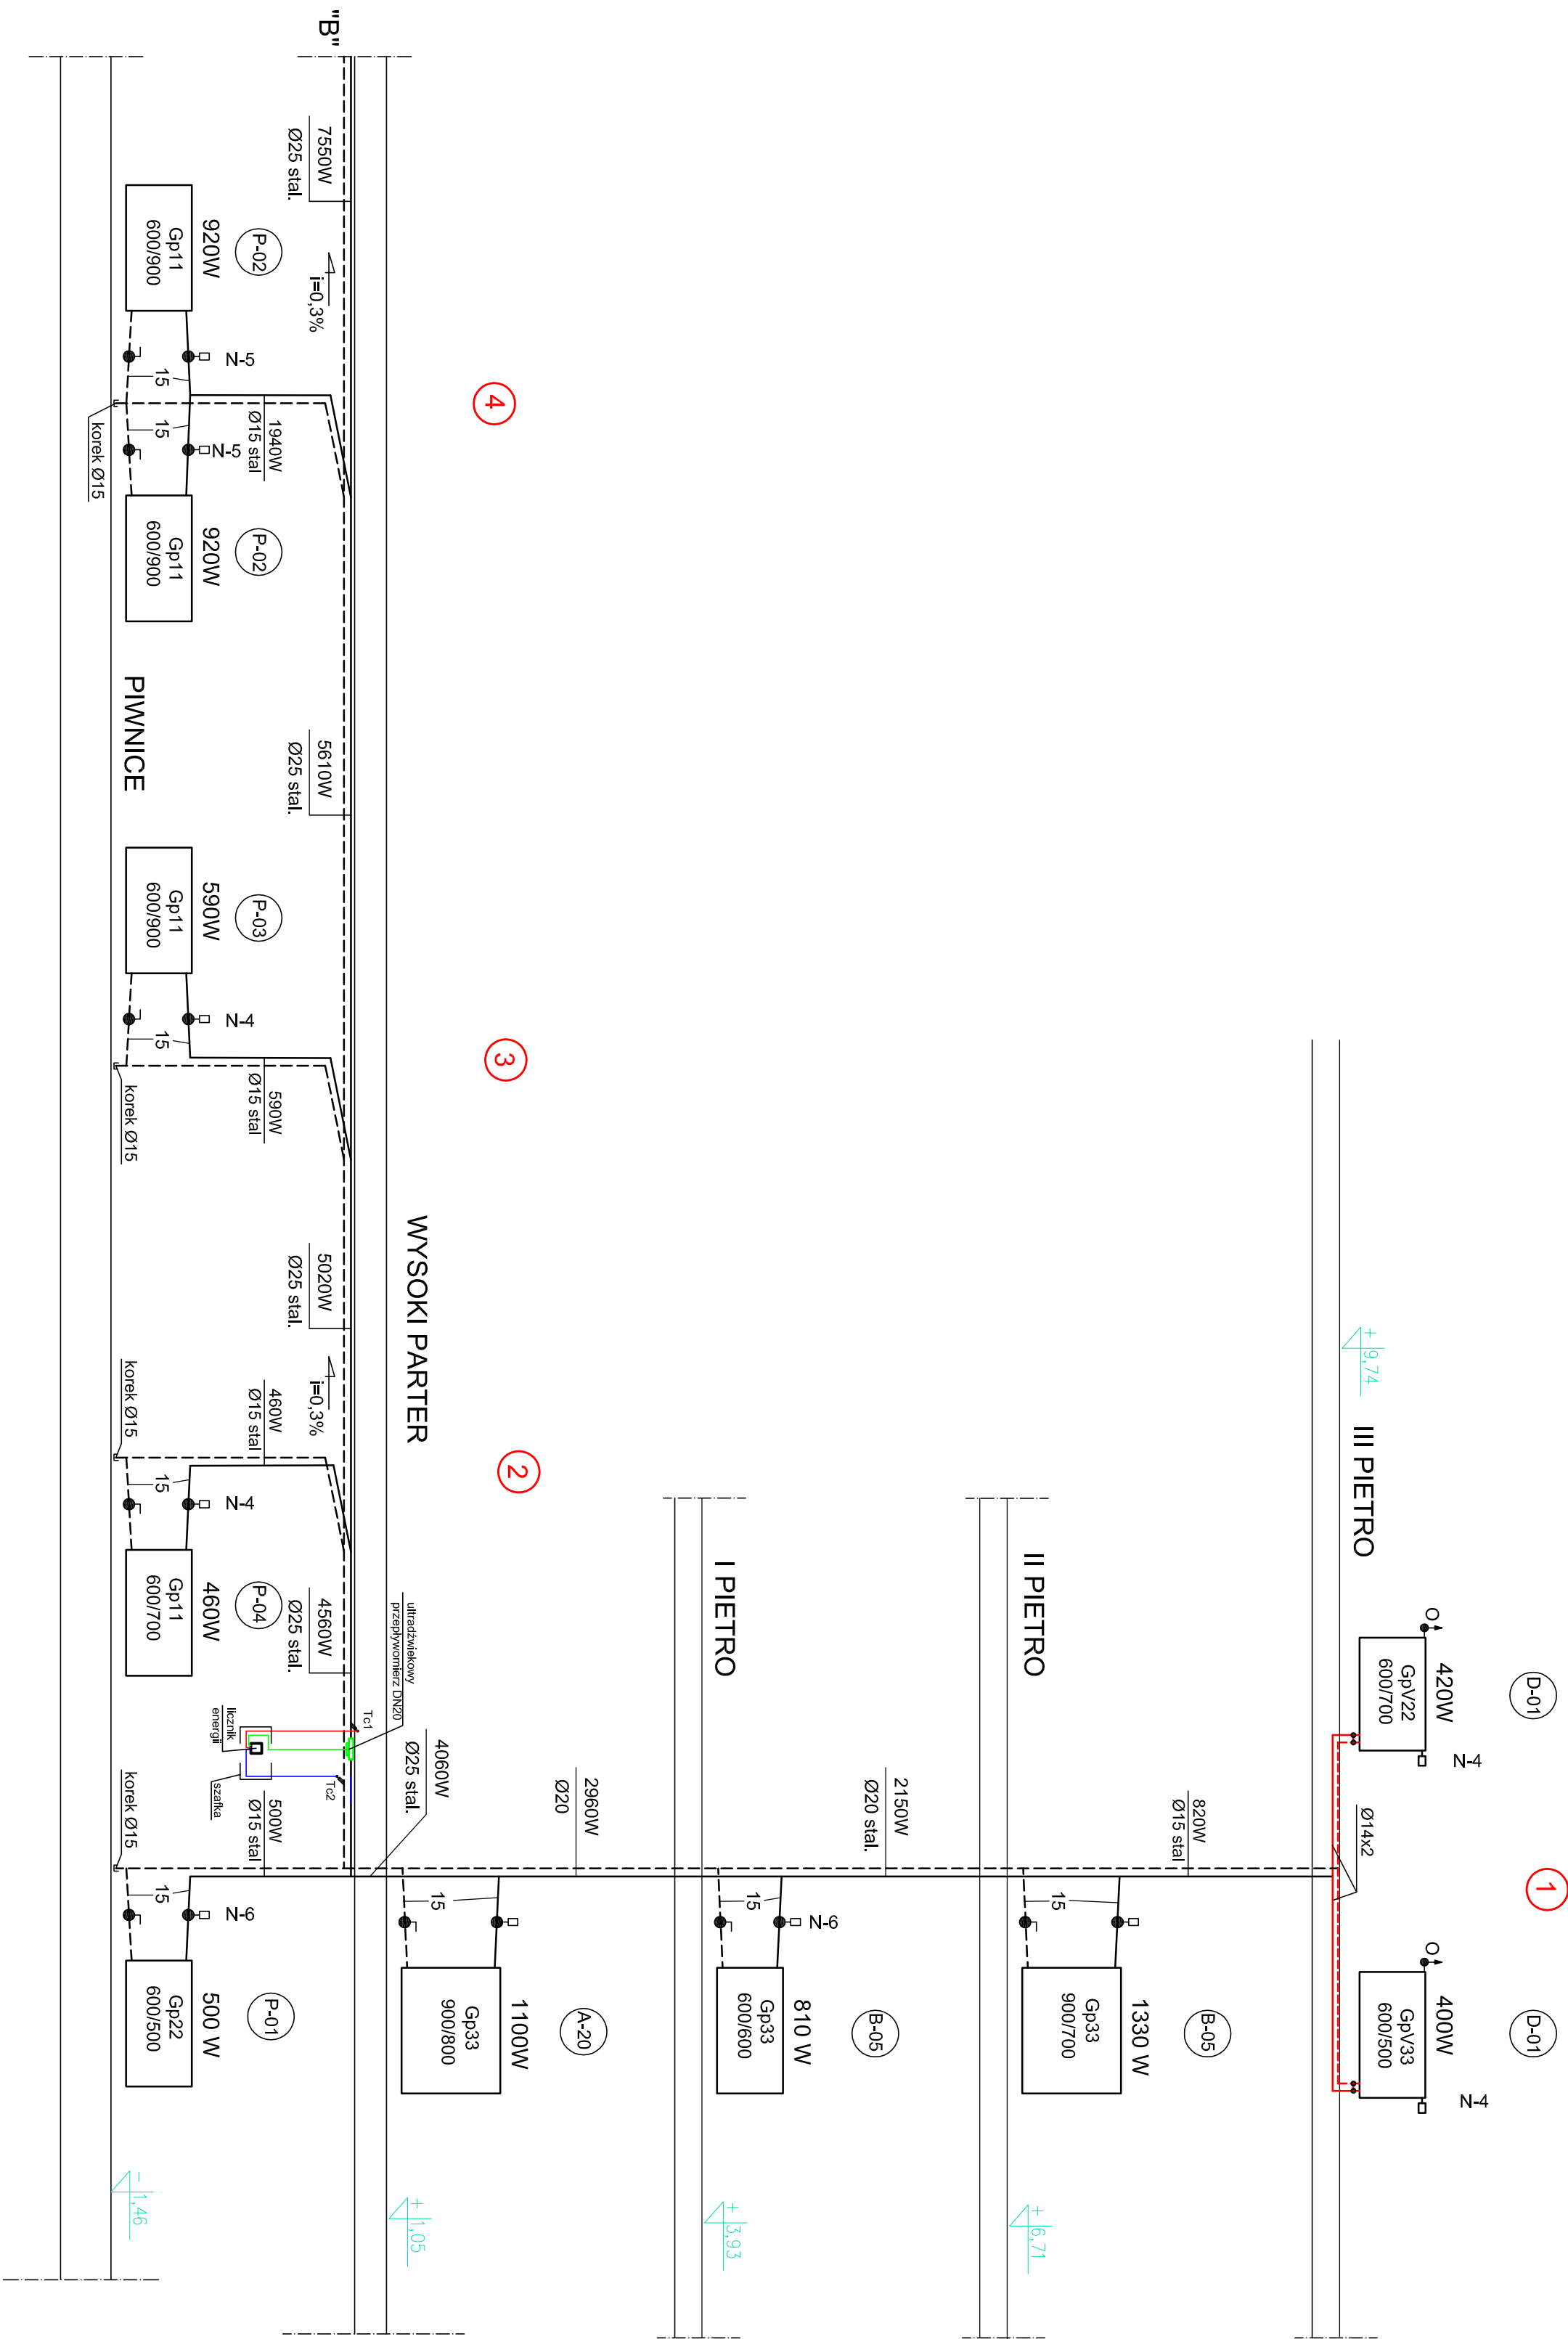 "B"
7550W
Ø25 stal.
i=0,3%
P-02
920W
Gp11
600/900
N-5
15
4
1940W
Ø15 stal
15
N-5
korek Ø15
P-02
920W
Gp11
600/900
PIWNICE
5610W
Ø25 stal.
P-03
590W
Gp11
600/900
N-4
15
3
590W
Ø15 stal
korek Ø15
WYSOKI PARTER
5020W
Ø25 stal.
i=0,3%
2
460W
Ø15 stal
korek Ø15
15
N-4
P-04
460W
Gp11
600/700
4560W
Ø25 stal.
ultradźwiekowy
przepływomierz DN20
Tc1
Tc2
licznik
energii
szafka
4060W
Ø25 stal.
500W
Ø15 stal
korek Ø15
15
N-6
P-01
500 W
Gp22
600/500
- 1,46
2960W
Ø20
15
A-20
1100W
Gp33
900/800
+ 1,05
I PIETRO
2150W
Ø20 stal.
15
N-6
B-05
810 W
Gp33
600/600
+ 3,93
II PIETRO
820W
Ø15 stal
15
B-05
1330 W
Gp33
900/700
+ 6,71
+ 9,74
III PIETRO
O
D-01
420W
GpV22
600/700
N-4
Ø14x2
1
O
D-01
400W
GpV33
600/500
N-4